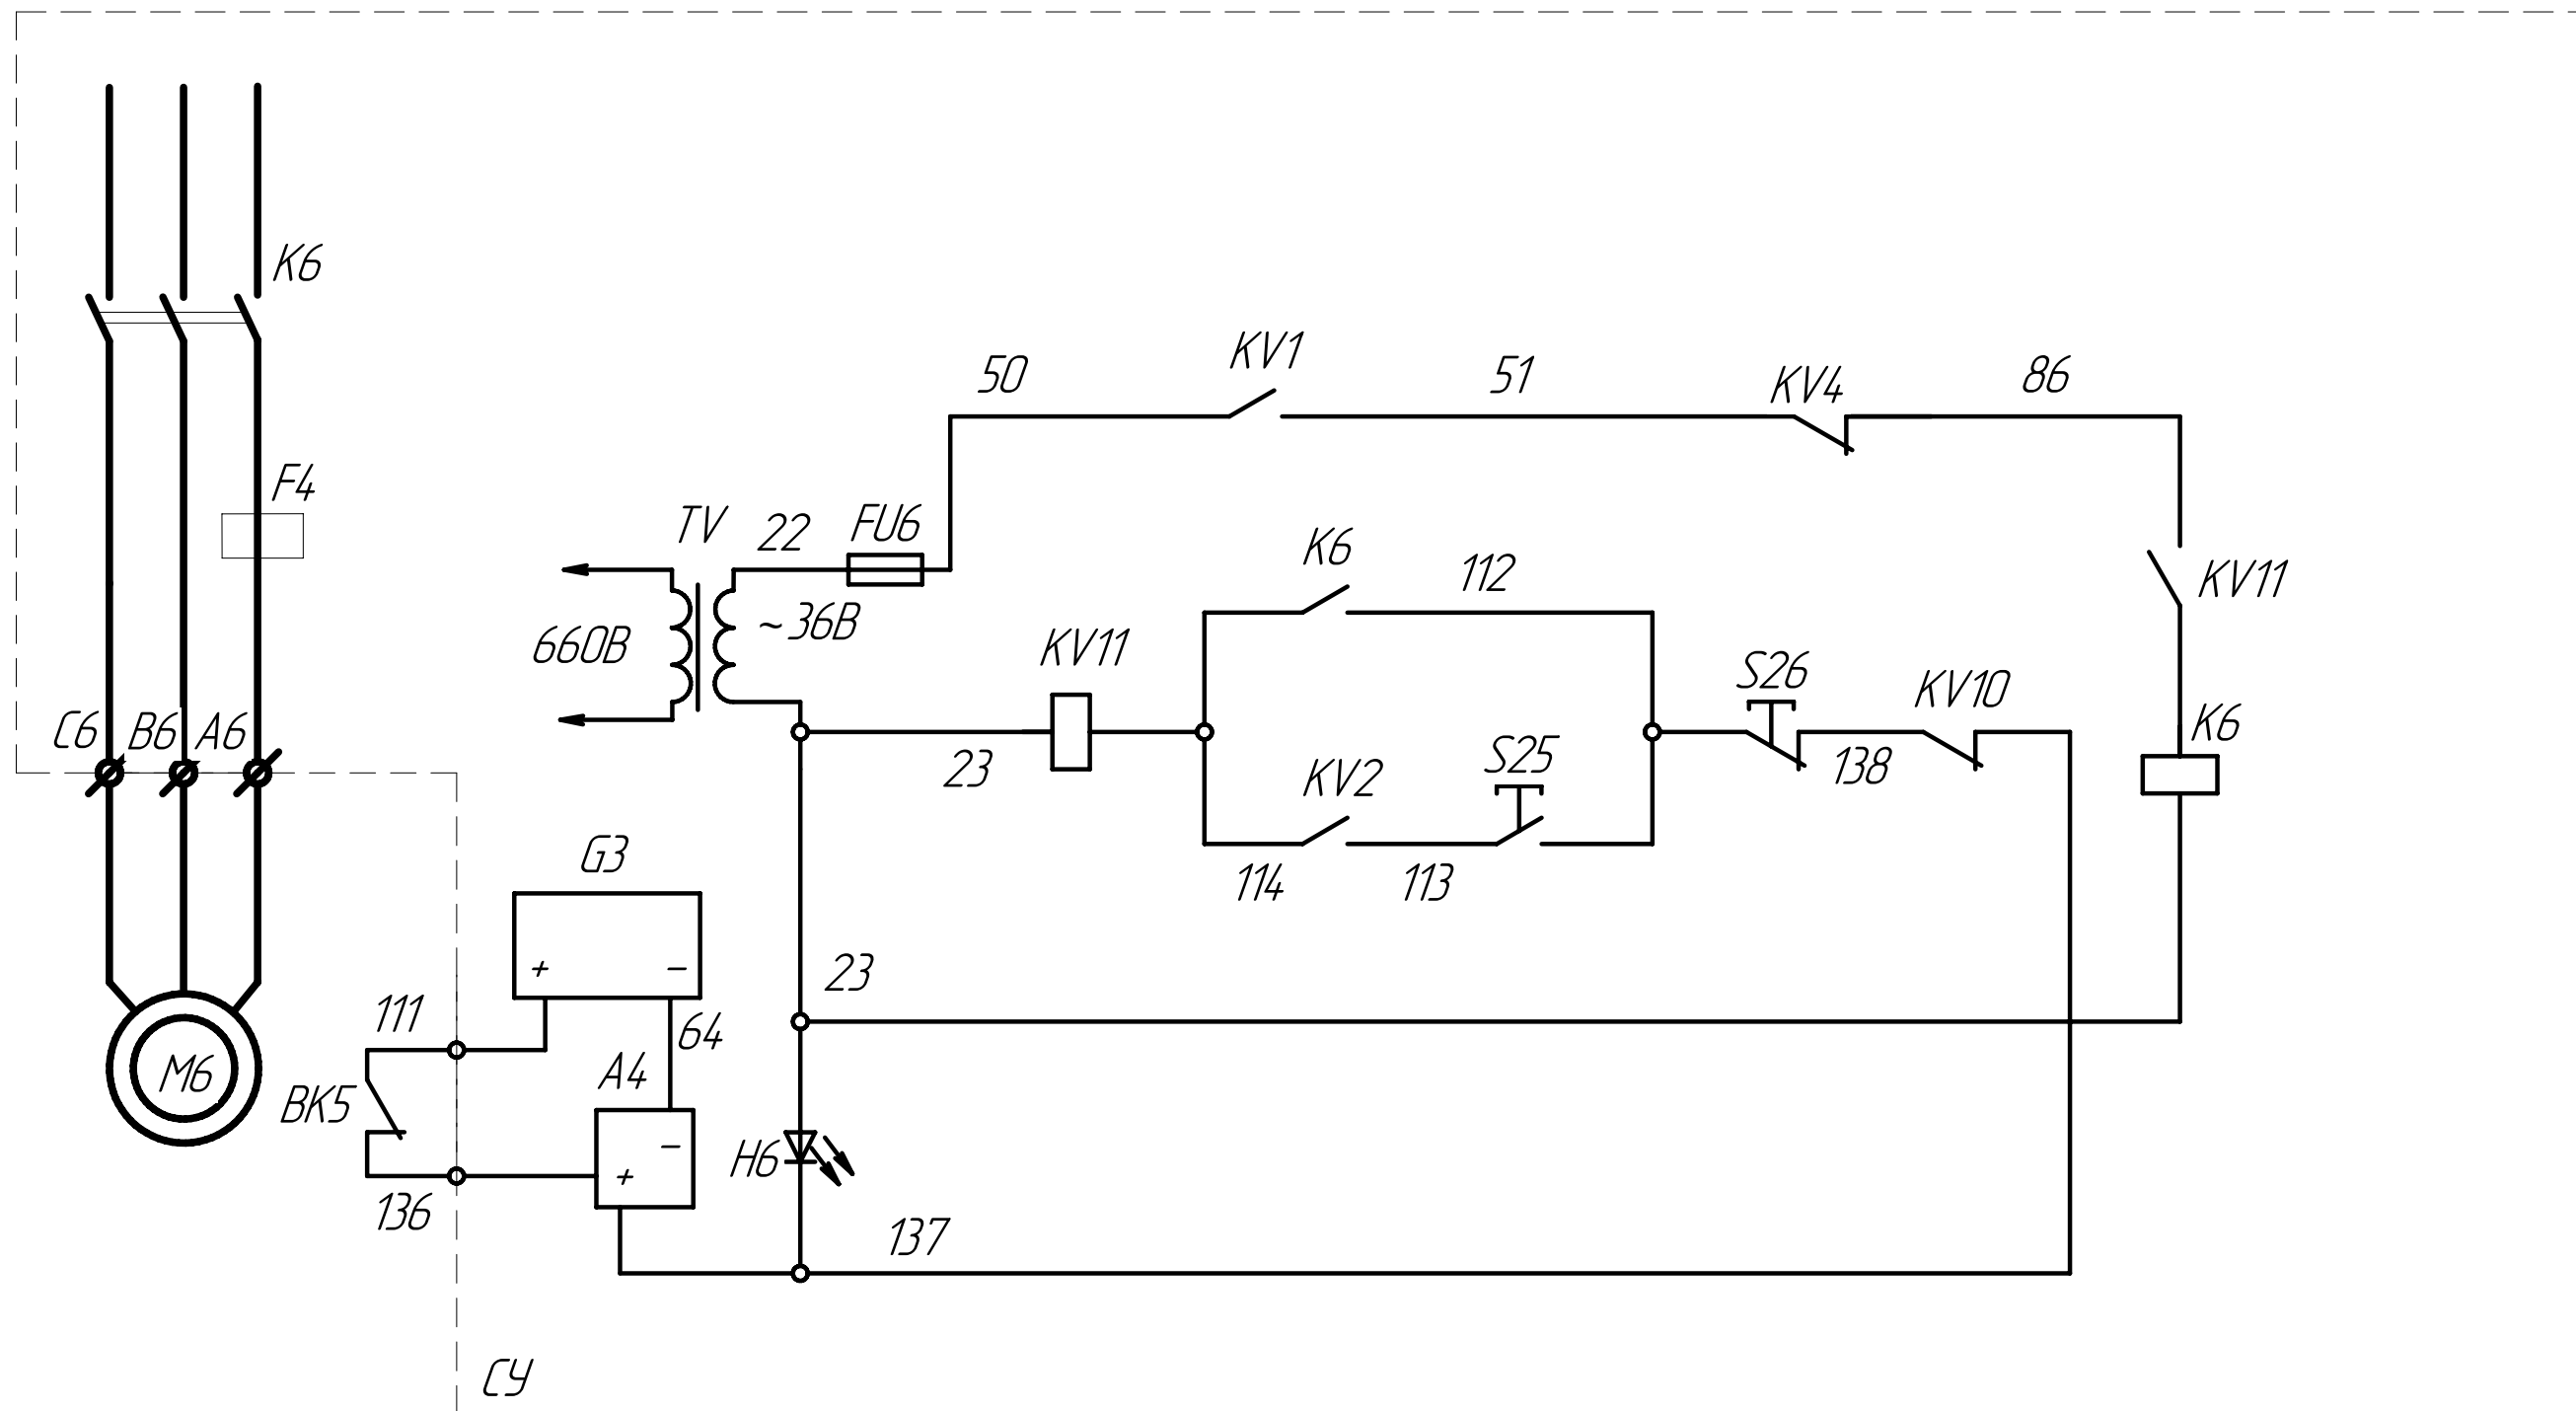 K6
KV1
50
51
KV4
86
F4
TV
22
FU6
K6
112
KV11
660В
~36В
KV11
S26
KV10
C6
B6
A6
K6
23
KV2
S25
138
G3
114
113
+
−
23
111
64
A4
M6
BK5
−
H6
+
136
137
СУ